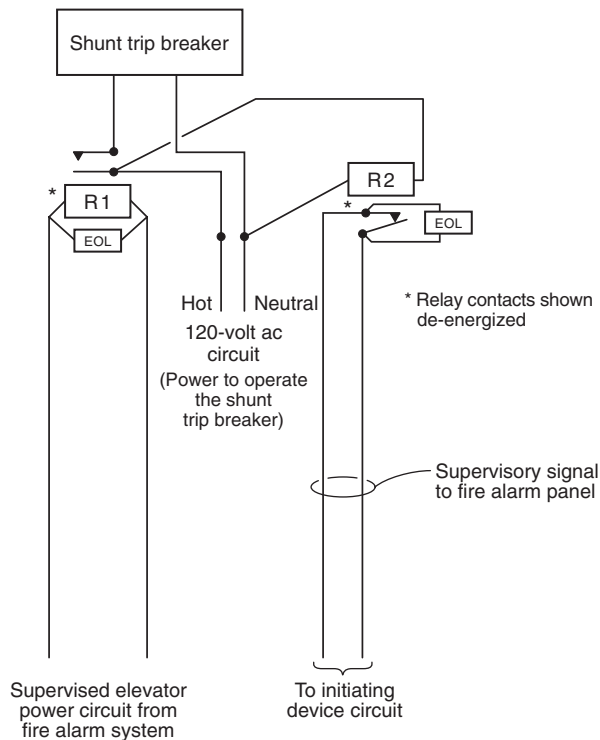 Shunt trip breaker
R2
* R1
*
EOL
EOL
Hot Neutral
120-volt ac
circuit
(Power to operate
the shunt
trip breaker)
* Relay contacts shown
de-energized
Supervisory signal
to fire alarm panel
Supervised elevator
power circuit from
fire alarm system
To initiating
device circuit